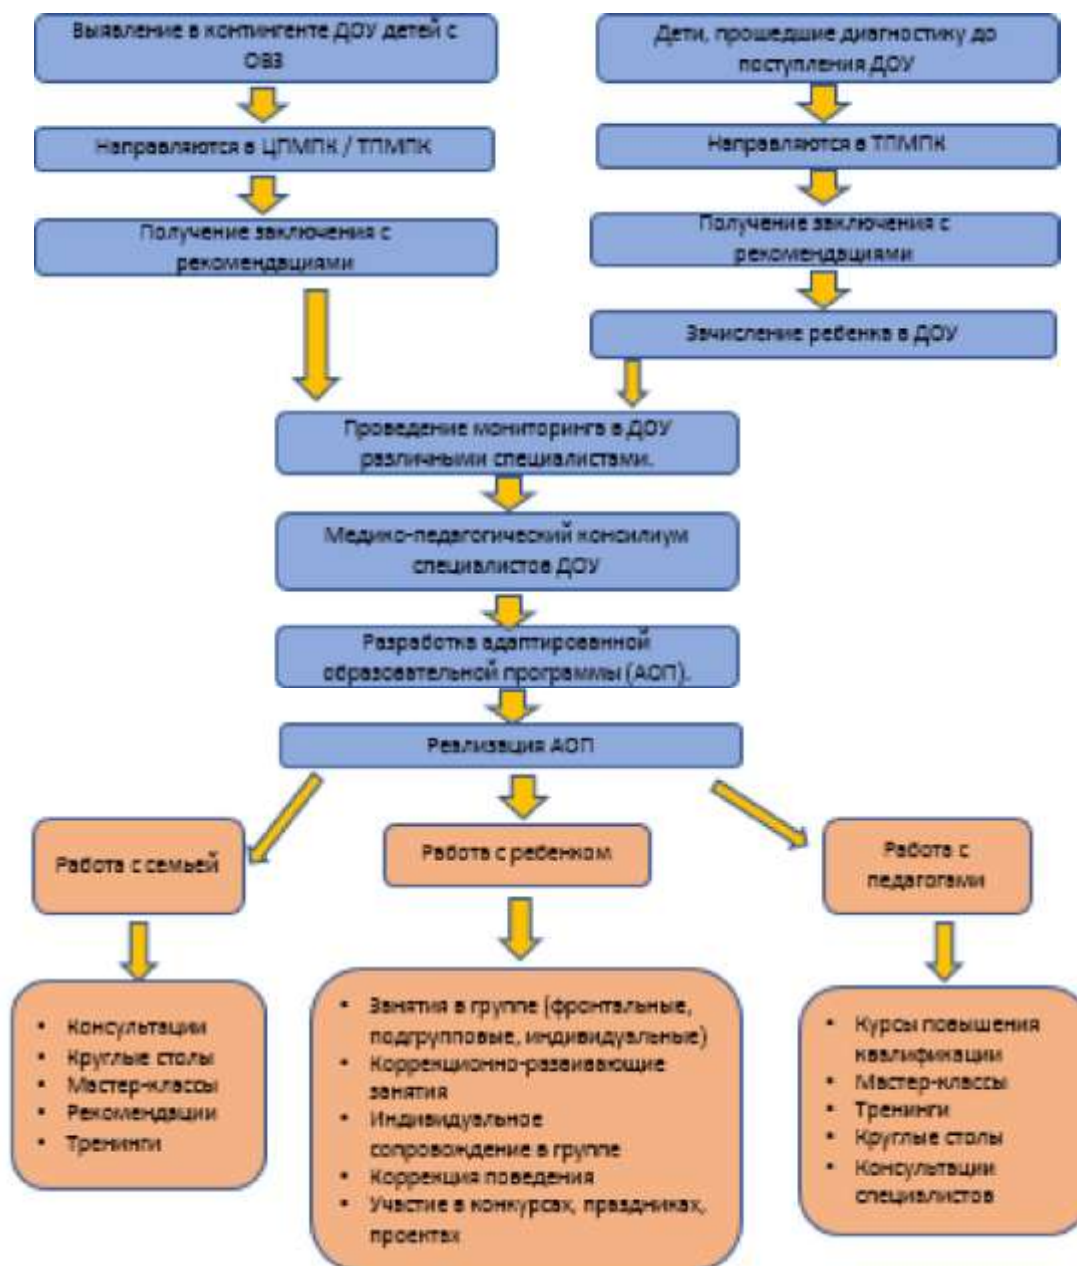 Выявление в контингенте ДОУ детей с
ОВЗ
Дети, прошедшие диагностику до
поступления ДОУ
Направляются в ЦПМПК / ТПМПК
Направляются в ТПМПК
Получение заключения с
рекомендациями
Получение заключения с
рекомендациями
Зачисление ребенка в ДОУ
Проведение мониторинга в ДОУ
различными специалистами.
Медико-педагогический консилиум
специалистов ДОУ
Разработка адаптированной
образовательной программы (АОП).
Реализация АОП
Работа с семьей
Работа с ребенком
Работа с
педагогами
• Консультации
• Круглые столы
• Мастер-классы
• Рекомендации
• Тренинги
• Занятия в группе (фронтальные,
подгрупповые, индивидуальные)
• Коррекционно-развивающие
занятия
• Индивидуальное
сопровождение в группе
• Коррекция поведения
• Участие в конкурсах, праздниках,
проектах
• Курсы повышения
квалификации
• Мастер-классы
• Тренинги
• Круглые столы
• Консультации
специалистов